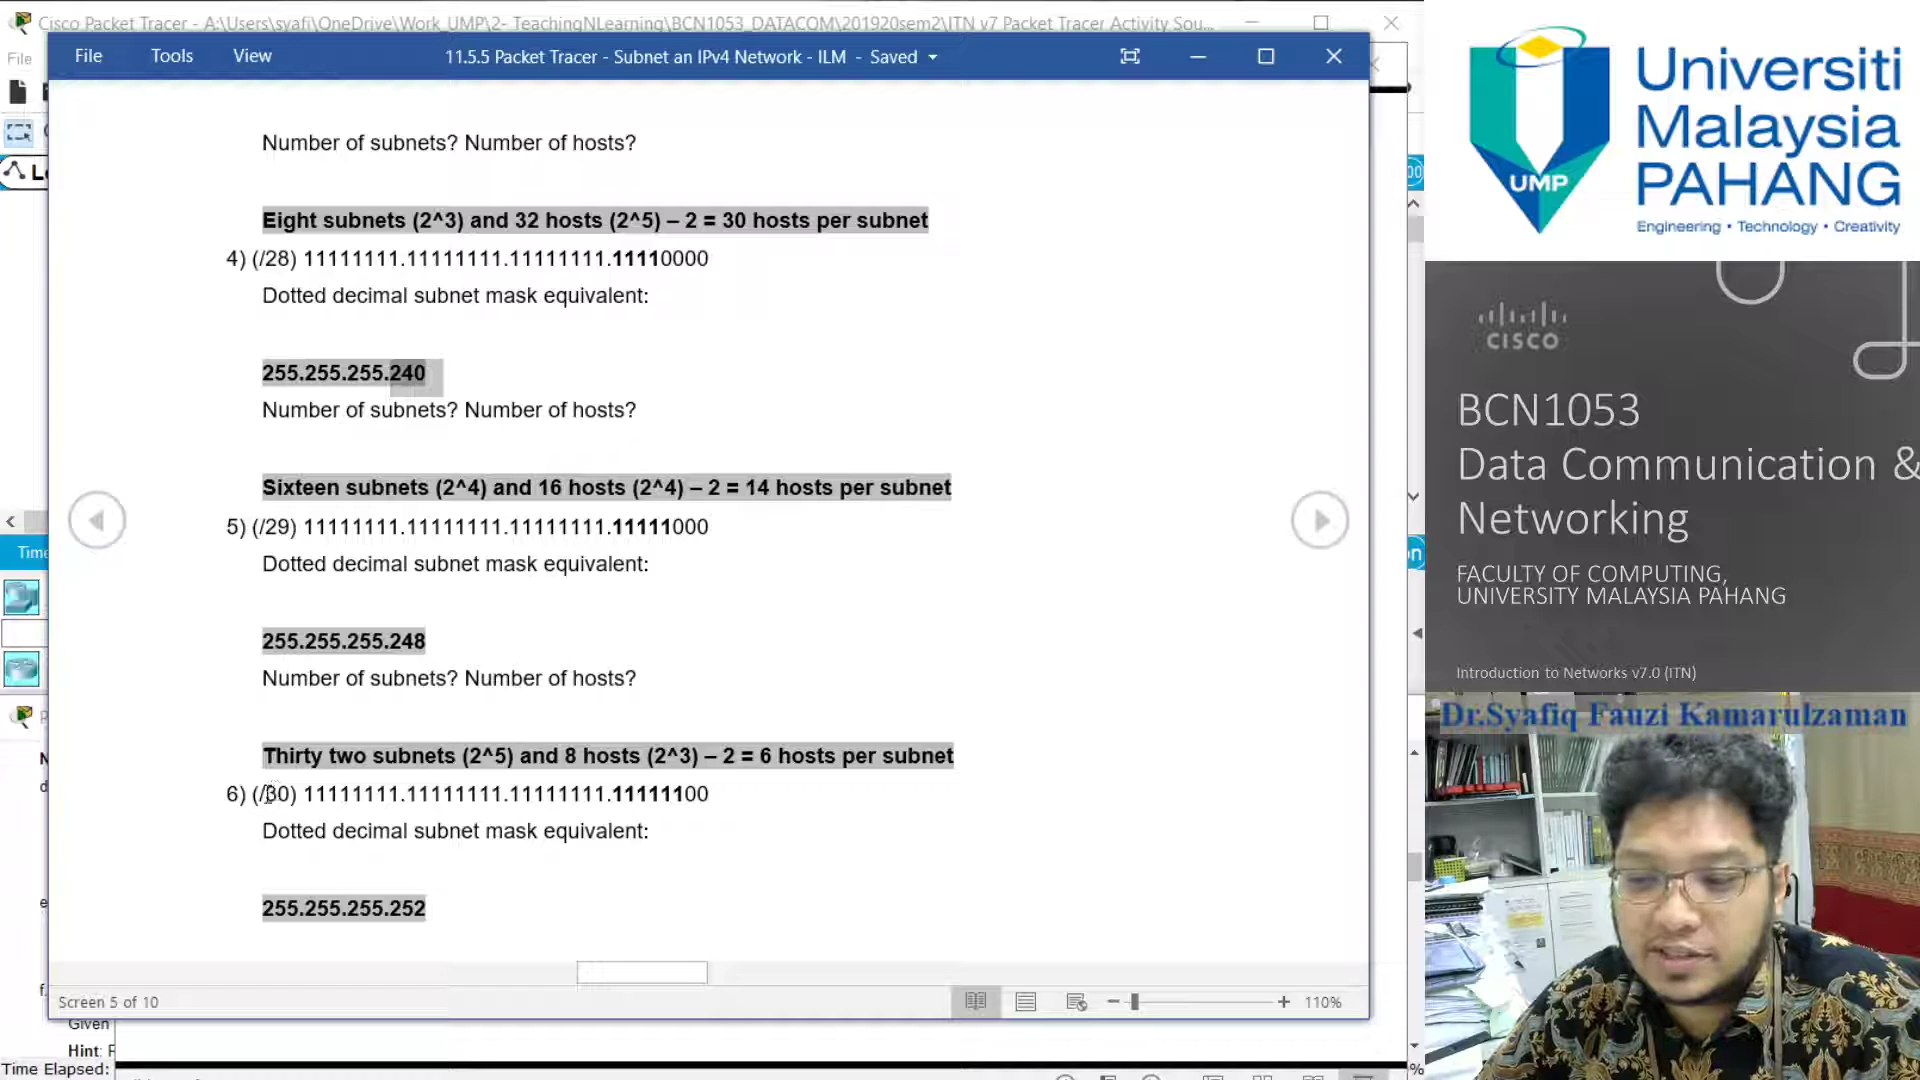 Cisco Packet Tracer - A:\Users\syafi\OneDrive\Work_UMP\2- TeachingNLearning\BCN1053_DATACOM\201920sem2\ITN v7 Packet Tracer Activity Sou...
File
File Tools View
11.5.5 Packet Tracer - Subnet an IPv4 Network - ILM - Saved
Number of subnets? Number of hosts?
Eight subnets (2^3) and 32 hosts (2^5) – 2 = 30 hosts per subnet
4) (/28) 11111111.11111111.11111111.11110000
Dotted decimal subnet mask equivalent:
255.255.255.240
Number of subnets? Number of hosts?
Sixteen subnets (2^4) and 16 hosts (2^4) – 2 = 14 hosts per subnet
5) (/29) 11111111.11111111.11111111.11111000
Dotted decimal subnet mask equivalent:
255.255.255.248
Number of subnets? Number of hosts?
Thirty two subnets (2^5) and 8 hosts (2^3) – 2 = 6 hosts per subnet
6) (/30) 11111111.11111111.11111111.11111100
Dotted decimal subnet mask equivalent:
255.255.255.252
Screen 5 of 10
110%
Time
Given
Hint:
Time Elapsed:
%
UMP
Universiti
Malaysia
PAHANG
Engineering • Technology • Creativity
CISCO
BCN1053
Data Communication &
Networking
FACULTY OF COMPUTING,
UNIVERSITY MALAYSIA PAHANG
Introduction to Networks v7.0 (ITN)
Dr.Syafiq Fauzi Kamarulzaman